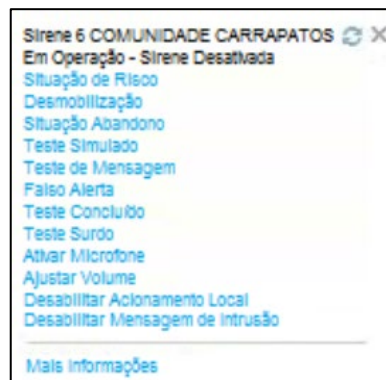 Sirene 6 COMUNIDADE CARRAPATOS
Em Operação - Sirene Desativada
Situação de Risco
Desmobilização
Situação Abandono
Teste Simulado
Teste de Mensagem
Falso Alerta
Teste Concluído
Teste Surdo
Ativar Microfone
Ajustar Volume
Desabilitar Acionamento Local
Desabilitar Mensagem de Intrusão
Mais Informações